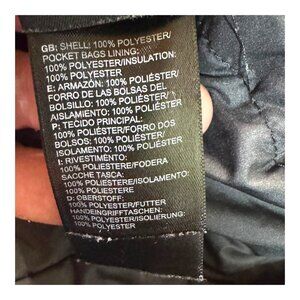 GB: SHELL: 100% POLYESTER/
POCKET BAGS LINING:
100% POLYESTER/INSULATION:
100% POLYESTER
E: ARMAZÓN: 100% POLIÉSTER/
FORRO DE LAS BOLSAS DEL
BOLSILLO: 100% POLIÉSTER/
AISLAMIENTO: 100% POLIÉSTER
P: TECIDO PRINCIPAL:
100% POLIÉSTER/FORRO DOS
BOLSOS: 100% POLIÉSTER/
ISOLAMENTO: 100% POLIÉSTER
I: RIVESTIMENTO:
100% POLIESTERE/FODERA
SACCHE TASCA:
100% POLIESTERE/ISOLAMENTO:
100% POLIESTERE
D: ØBERSTOFF:
100% POLYESTER/FUTTER
HANDEINGRIFFTASCHEN:
100% POLYESTER/ISOLIERUNG:
100% POLYESTER